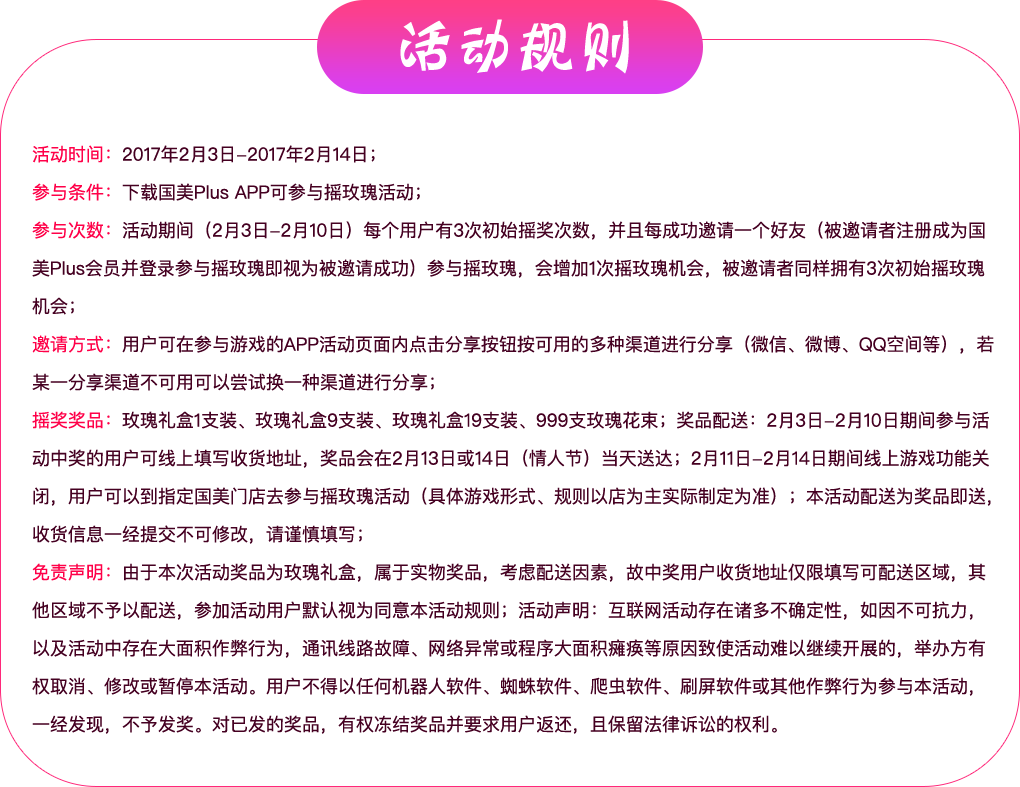 活动规则
活动时间：2017年2月3日–2017年2月14日；
参与条件：下载国美Plus APP可参与摇玫瑰活动；
参与次数：活动期间（2月3日–2月10日）每个用户有3次初始摇奖次数，并且每成功邀请一个好友（被邀请者注册成为国
美Plus会员并登录参与摇玫瑰即视为被邀请成功）参与摇玫瑰，会增加1次摇玫瑰机会，被邀请者同样拥有3次初始摇玫瑰
机会；
邀请方式：用户可在参与游戏的APP活动页面内点击分享按钮按可用的多种渠道进行分享（微信、微博、QQ空间等），若
某一分享渠道不可用可以尝试换一种渠道进行分享；
摇奖奖品：玫瑰礼盒1支装、玫瑰礼盒9支装、玫瑰礼盒19支装、999支玫瑰花束；奖品配送：2月3日–2月10日期间参与活
动中奖的用户可线上填写收货地址，奖品会在2月13日或14日（情人节）当天送达；2月11日–2月14日期间线上游戏功能关
闭，用户可以到指定国美门店去参与摇玫瑰活动（具体游戏形式、规则以店为主实际制定为准）；本活动配送为奖品即送，
收货信息一经提交不可修改，请谨慎填写；
免责声明：由于本次活动奖品为玫瑰礼盒，属于实物奖品，考虑配送因素，故中奖用户收货地址仅限填写可配送区域，其
他区域不予以配送，参加活动用户默认视为同意本活动规则；活动声明：互联网活动存在诸多不确定性，如因不可抗力，
以及活动中存在大面积作弊行为，通讯线路故障、网络异常或程序大面积瘫痪等原因致使活动难以继续开展的，举办方有
权取消、修改或暂停本活动。用户不得以任何机器人软件、蜘蛛软件、爬虫软件、刷屏软件或其他作弊行为参与本活动，
一经发现，不予发奖。对已发的奖品，有权冻结奖品并要求用户返还，且保留法律诉讼的权利。